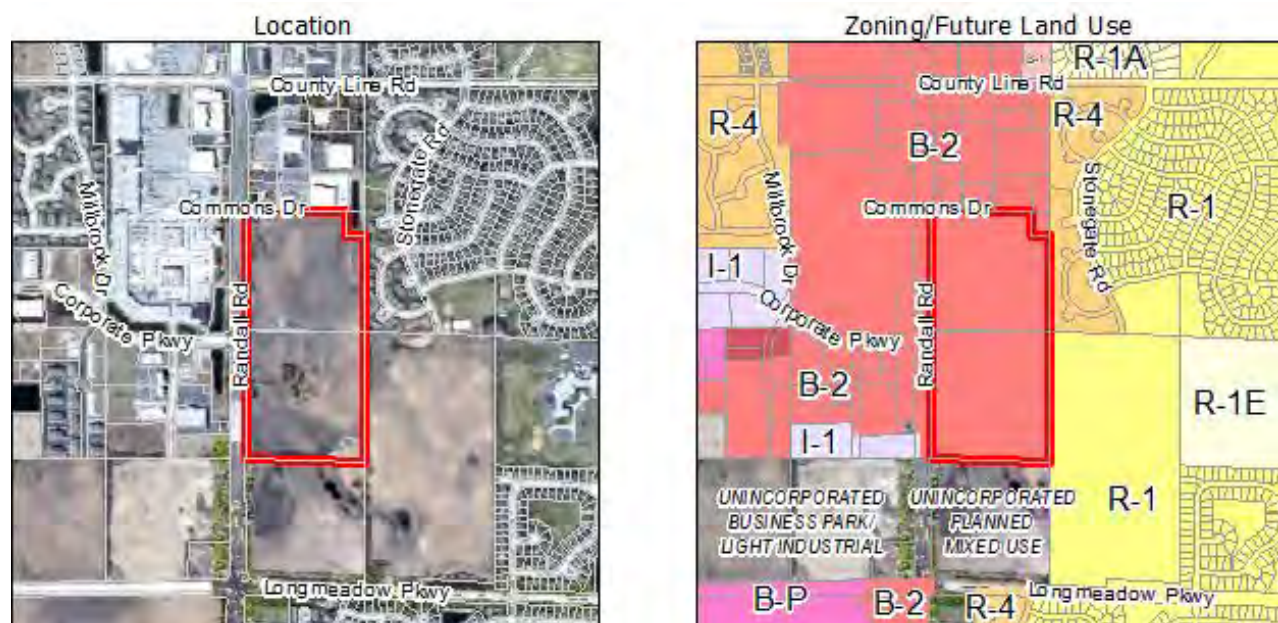 Location
County Line Rd
Stonegate Rd
Millbrook Dr
Commons Dr
Corporate Pkwy
Randall Rd
Longmeadow Pkwy
Zoning/Future Land Use
R-1A
County Line Rd
R-4
R-4
B-2
Millbrook Dr
Commons Dr
Stonegate Rd
R-1
I-1
Corporate Pkwy
Randall Rd
B-2
R-1E
I-1
R-1
UNINCORPORATED
BUSINESS PARK/
LIGHT INDUSTRIAL
UNINCORPORATED
PLANNED
MIXED USE
Longmeadow Pkwy
B-P
B-2
R-4